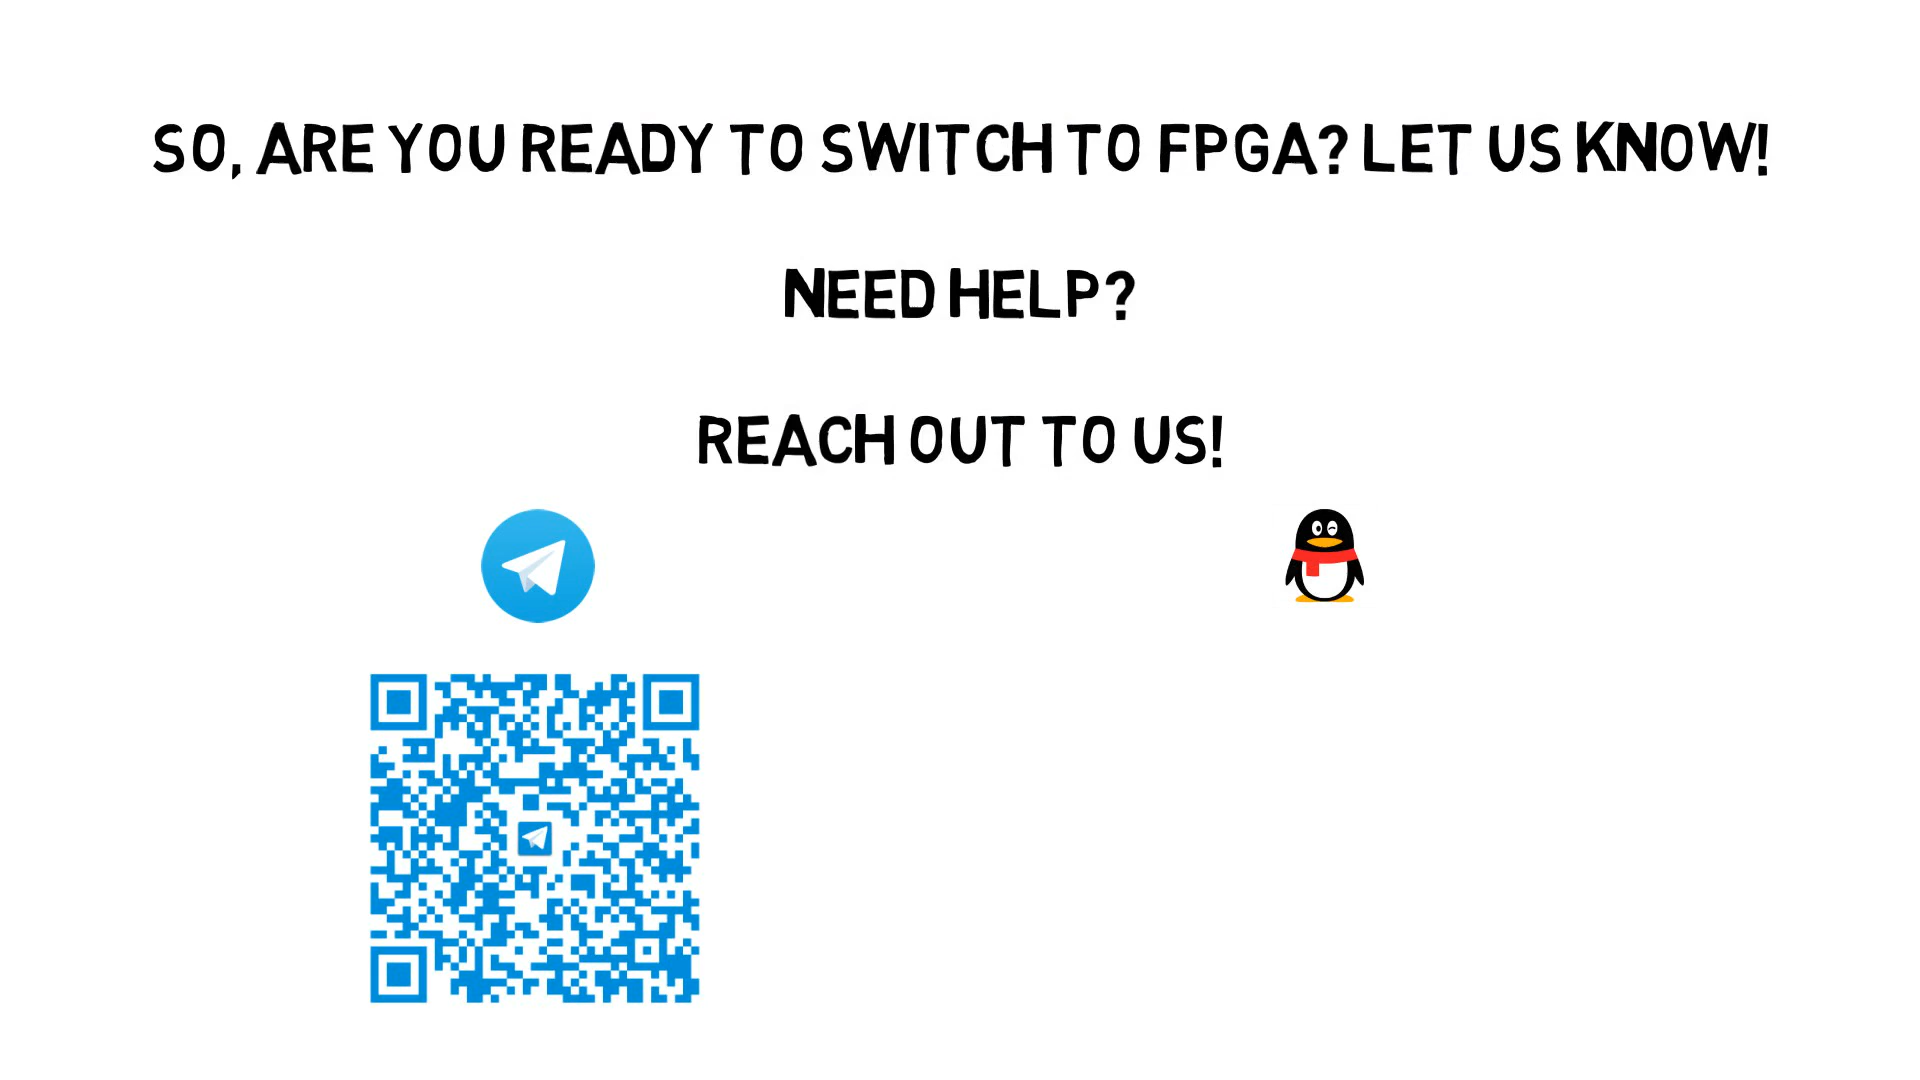 SO, ARE YOU READY TO SWITCH TO FPGA? LET US KNOW!
NEED HELP?
REACH OUT TO US!